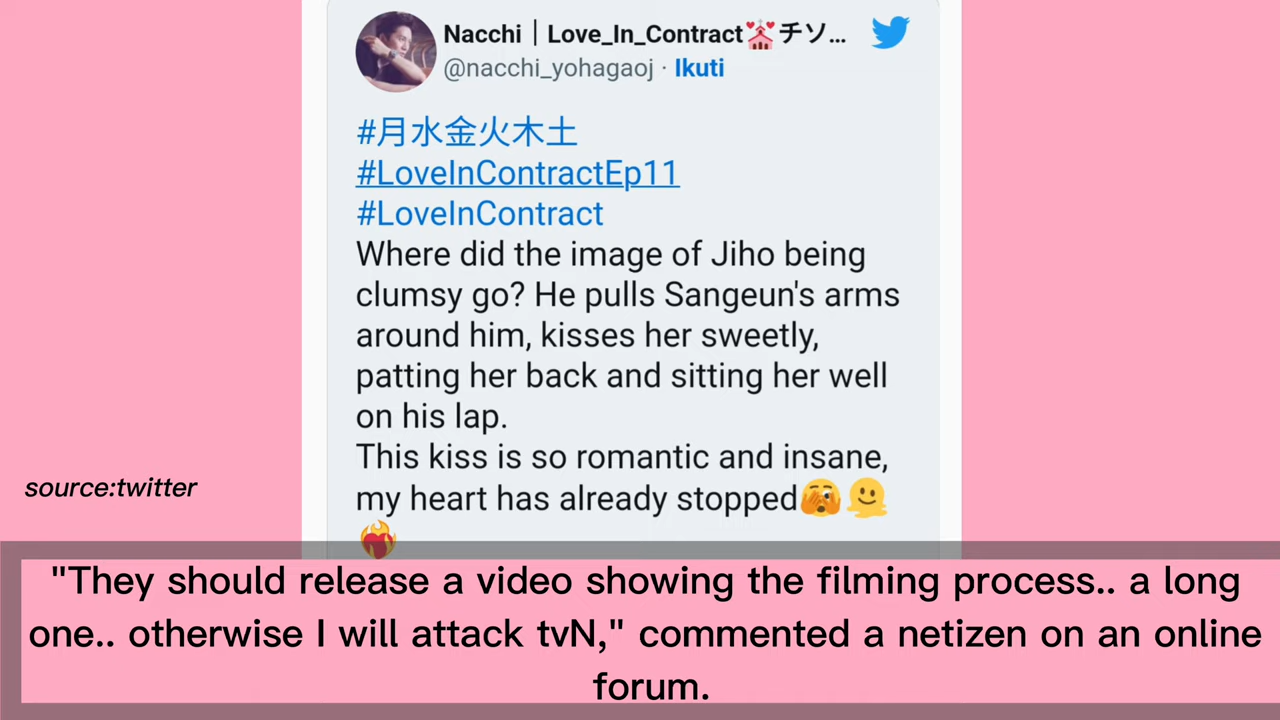 Nacchi｜Love_In_Contract💒チソ...
@nacchi_yohagaoj · Ikuti
#月水金火木土
#LoveInContractEp11
#LoveInContract
Where did the image of Jiho being
clumsy go? He pulls Sangeun's arms
around him, kisses her sweetly,
patting her back and sitting her well
on his lap.
This kiss is so romantic and insane,
my heart has already stopped🫣🫠
❤️‍🔥
source:twitter
"They should release a video showing the filming process.. a long
one.. otherwise I will attack tvN," commented a netizen on an online
forum.